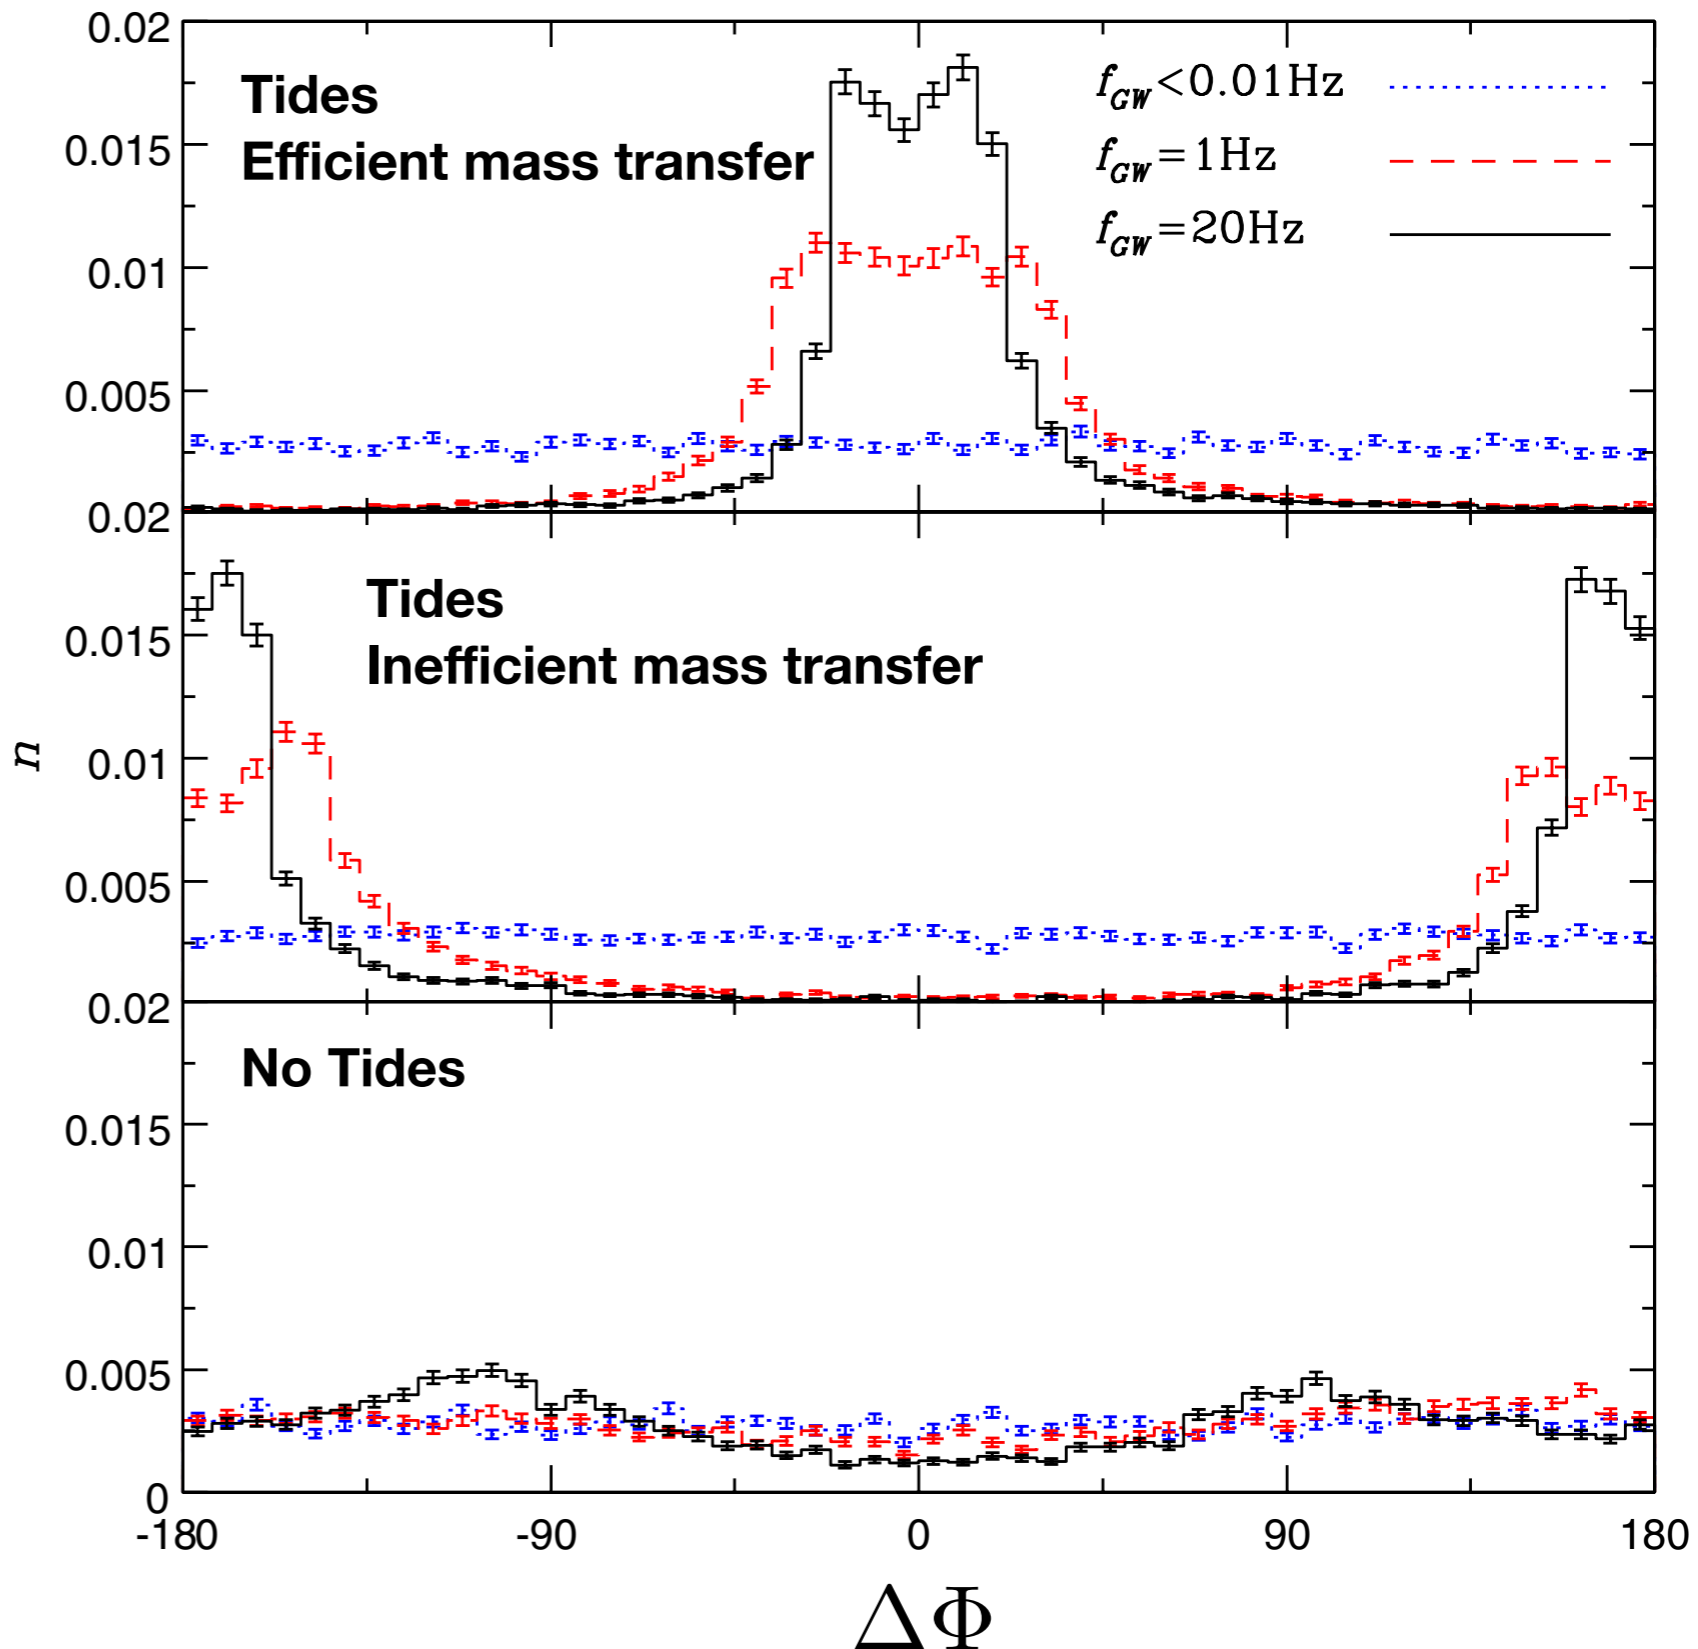 0.02
Tides
Efficient mass transfer
f_GW<0.01Hz
f_GW=1Hz
f_GW=20Hz
0.015
0.01
0.005
0.02
Tides
Inefficient mass transfer
0.015
n
0.01
0.005
0.02
No Tides
0.015
0.01
0.005
0
-180
-90
0
90
180
ΔΦ